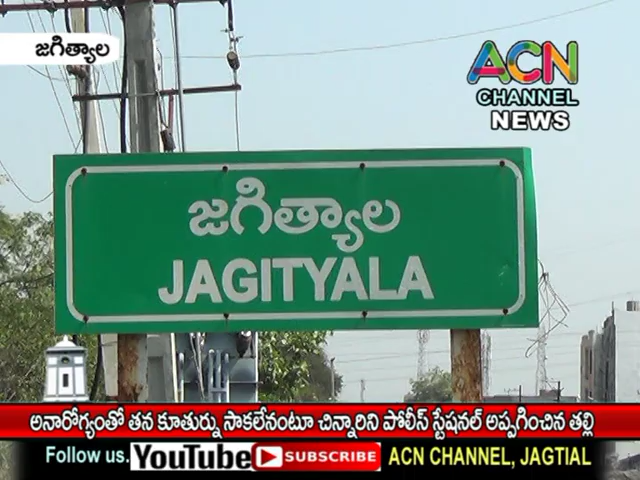 జగిత్యాల
ACN
CHANNEL
NEWS
జగిత్యాల
JAGITYALA
అనారోగ్యంతో తన కూతుర్ను సాకలేనంటూ చిన్నారిని పోలీస్ స్టేషనల్ అప్పగించిన తల్లి
Follow us. YouTube SUBSCRIBE ACN CHANNEL, JAGTIAL